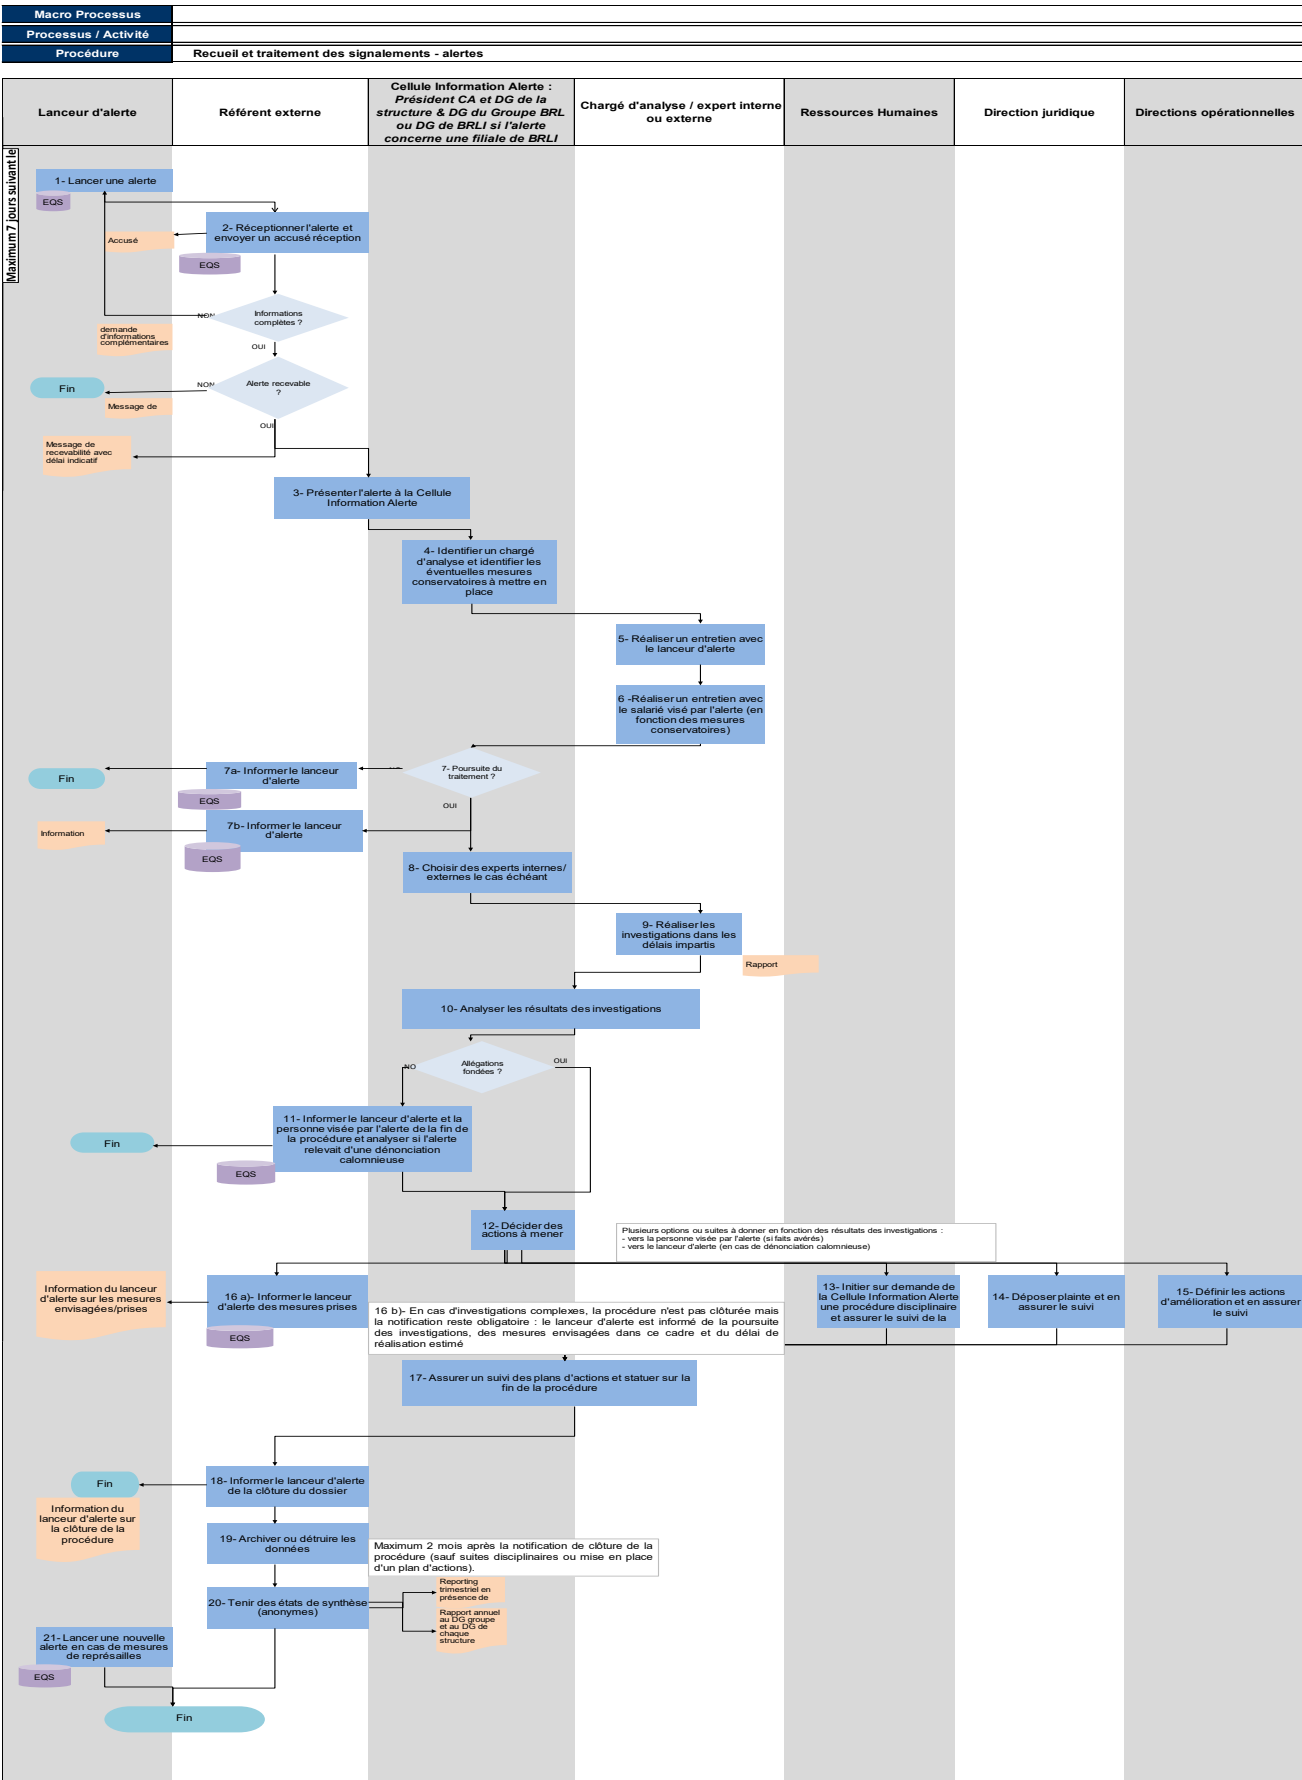 Macro Processus
Processus / Activité
Procédure
Recueil et traitement des signalements - alertes
Lanceur d'alerte
Référent externe
Cellule Information Alerte :
Président CA et DG de la
structure & DG du Groupe BRL
ou DG de BRLI si l'alerte
concerne une filiale de BRLI
Chargé d'analyse / expert interne
ou externe
Ressources Humaines
Direction juridique
Directions opérationnelles
Maximum 7 jours suivant le
1- Lancer une alerte
EQS
2- Réceptionner l'alerte et
envoyer un accusé réception
Accusé
EQS
Informations
complètes ?
NON
demande
d'informations
complémentaires
OUI
Alerte recevable
?
NON
Fin
Message de
OUI
Message de
recevabilité avec
délai indicatif
3- Présenter l'alerte à la Cellule
Information Alerte
4- Identifier un chargé
d'analyse et identifier les
éventuelles mesures
conservatoires à mettre en
place
5- Réaliser un entretien avec
le lanceur d'alerte
6 -Réaliser un entretien avec
le salarié visé par l'alerte (en
fonction des mesures
conservatoires)
7- Poursuite du
traitement ?
7a- Informer le lanceur
d'alerte
Fin
EQS
OUI
7b- Informer le lanceur
d'alerte
Information
EQS
8- Choisir des experts internes/
externes le cas échéant
9- Réaliser les
investigations dans les
délais impartis
Rapport
10- Analyser les résultats des investigations
Allégations
fondées ?
NO
OUI
11- Informer le lanceur d'alerte et la
personne visée par l'alerte de la fin de
la procédure et analyser si l'alerte
relevait d'une dénonciation
calomnieuse
Fin
EQS
12- Décider des
actions à mener
Plusieurs options ou suites à donner en fonction des résultats des investigations :
- vers la personne visée par l'alerte (si faits avérés)
- vers le lanceur d'alerte (en cas de dénonciation calomnieuse)
Information du lanceur
d'alerte sur les mesures
envisagées/prises
16 a)- Informer le lanceur
d'alerte des mesures prises
EQS
16 b)- En cas d'investigations complexes, la procédure n'est pas clôturée mais
la notification reste obligatoire : le lanceur d'alerte est informé de la poursuite
des investigations, des mesures envisagées dans ce cadre et du délai de
réalisation estimé
13- Initier sur demande de
la Cellule Information Alerte
une procédure disciplinaire
et assurer le suivi de la
14- Déposer plainte et en
assurer le suivi
15- Définir les actions
d'amélioration et en assurer
le suivi
17- Assurer un suivi des plans d'actions et statuer sur la
fin de la procédure
18- Informer le lanceur d'alerte
de la clôture du dossier
Fin
Information du
lanceur d'alerte sur
la clôture de la
procédure
19- Archiver ou détruire les
données
Maximum 2 mois après la notification de clôture de la
procédure (sauf suites disciplinaires ou mise en place
d'un plan d'actions).
20- Tenir des états de synthèse
(anonymes)
Reporting
trimestriel en
présence de
Rapport annuel
au DG groupe
et au DG de
chaque
structure
21- Lancer une nouvelle
alerte en cas de mesures
de représailles
EQS
Fin